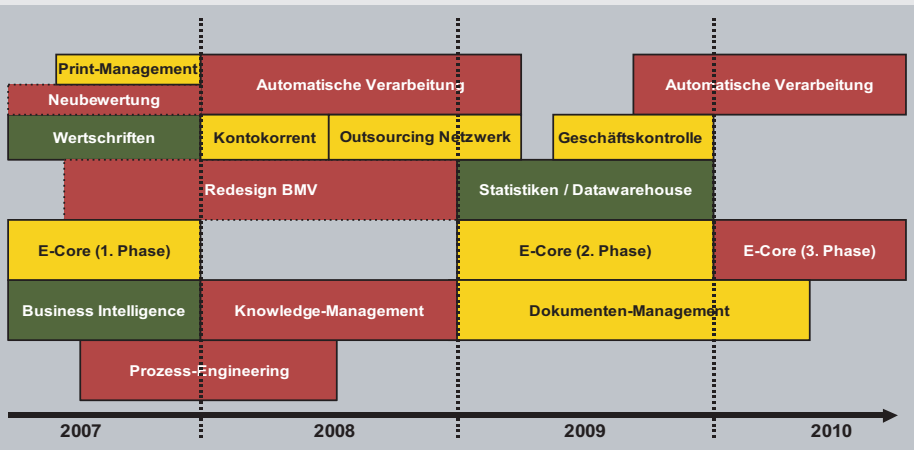 Print-Management
Automatische Verarbeitung
Automatische Verarbeitung
Neubewertung
Wertschriften
Kontokorrent
Outsourcing Netzwerk
Geschäftskontrolle
Redesign BMV
Statistiken / Datawarehouse
E-Core (1. Phase)
E-Core (2. Phase)
E-Core (3. Phase)
Business Intelligence
Knowledge-Management
Dokumenten-Management
Prozess-Engineering
2007
2008
2009
2010